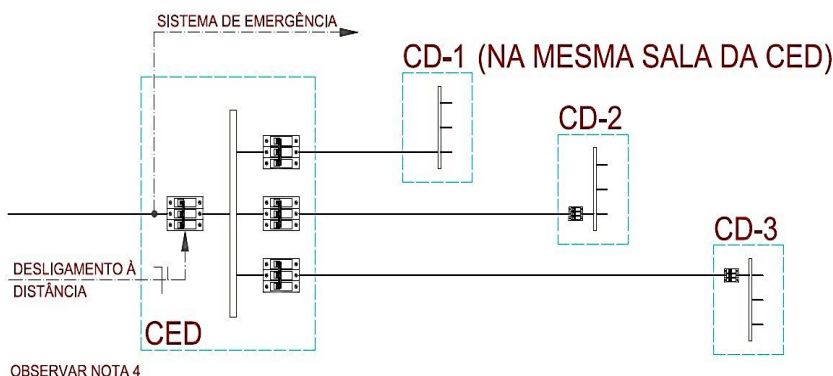 SISTEMA DE EMERGÊNCIA
CD-1 (NA MESMA SALA DA CED)
CD-2
CD-3
DESLIGAMENTO À
DISTÂNCIA
CED
OBSERVAR NOTA 4